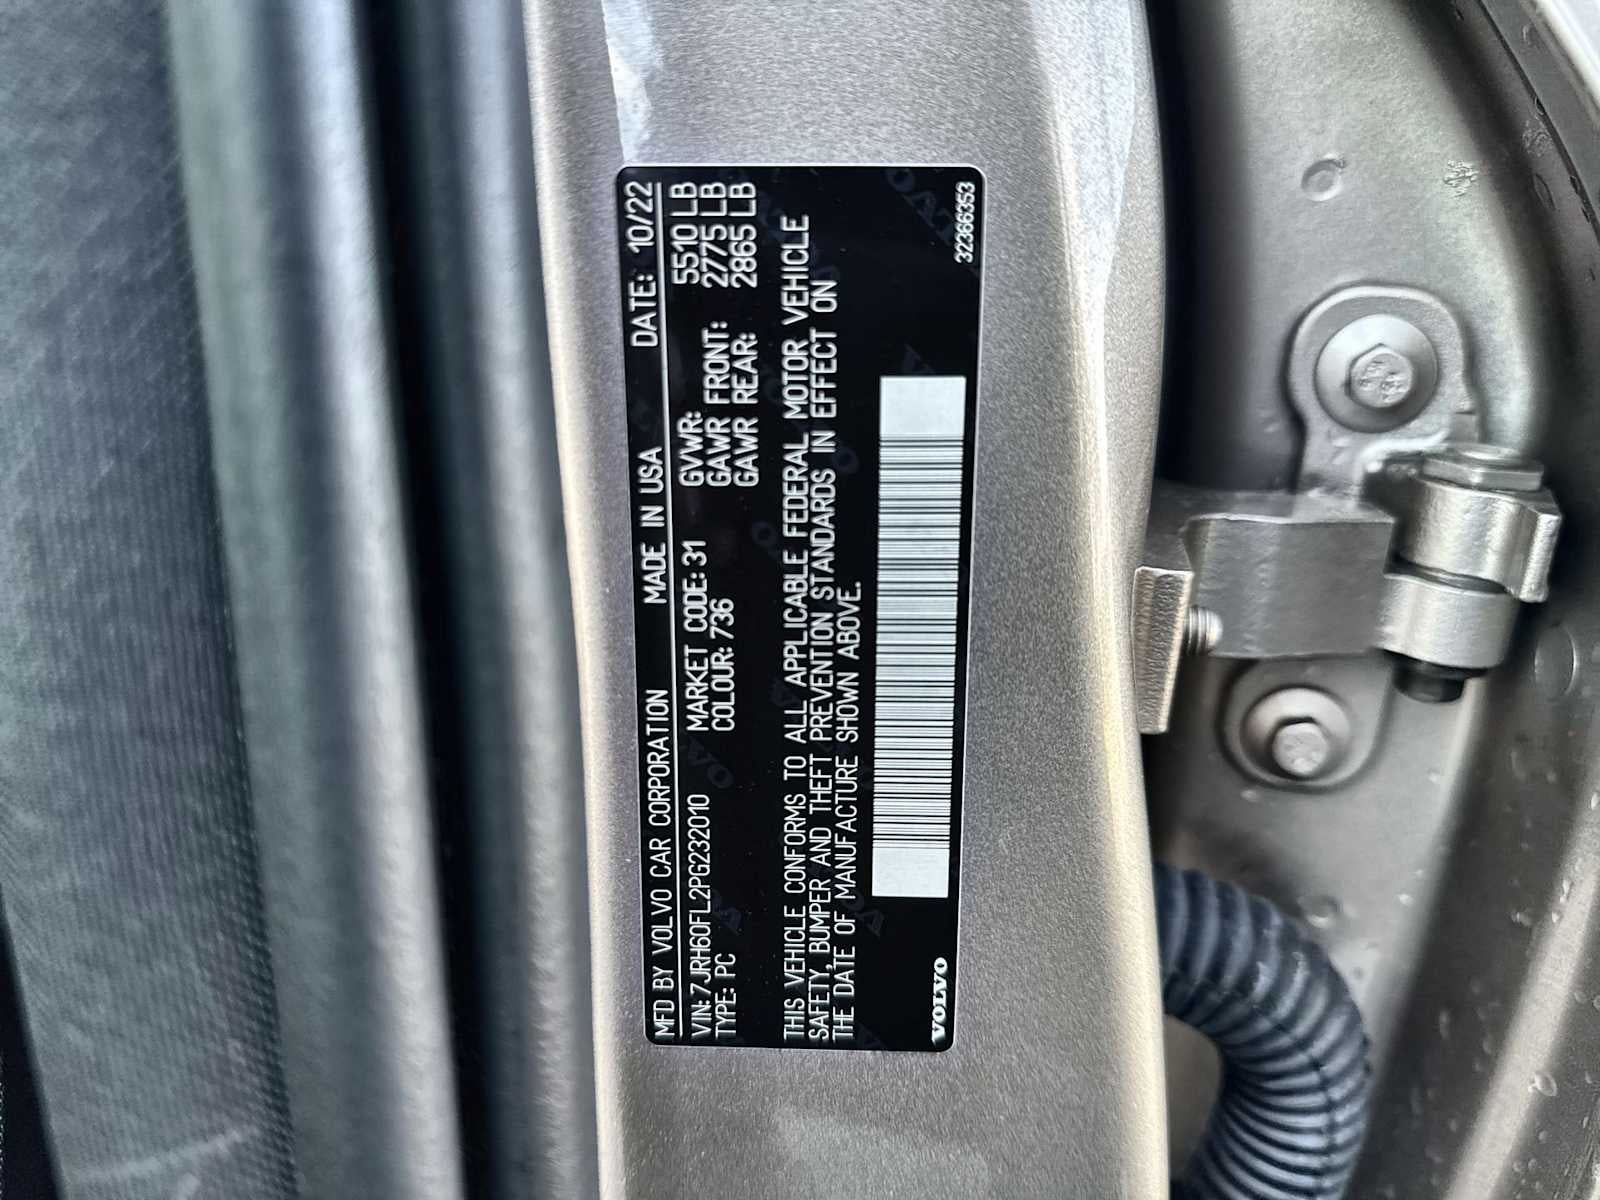 MFD BY VOLVO CAR CORPORATION MADE IN USA DATE: 10/22
VIN: 7JRH60FL2PG232010 MARKET CODE: 31 GVWR: 5510 LB
TYPE: PC COLOUR: 736 GAWR FRONT: 2775 LB
GAWR REAR: 2865 LB
THIS VEHICLE CONFORMS TO ALL APPLICABLE FEDERAL MOTOR VEHICLE
SAFETY, BUMPER AND THEFT PREVENTION STANDARDS IN EFFECT ON
THE DATE OF MANUFACTURE SHOWN ABOVE.
VOLVO 32366353